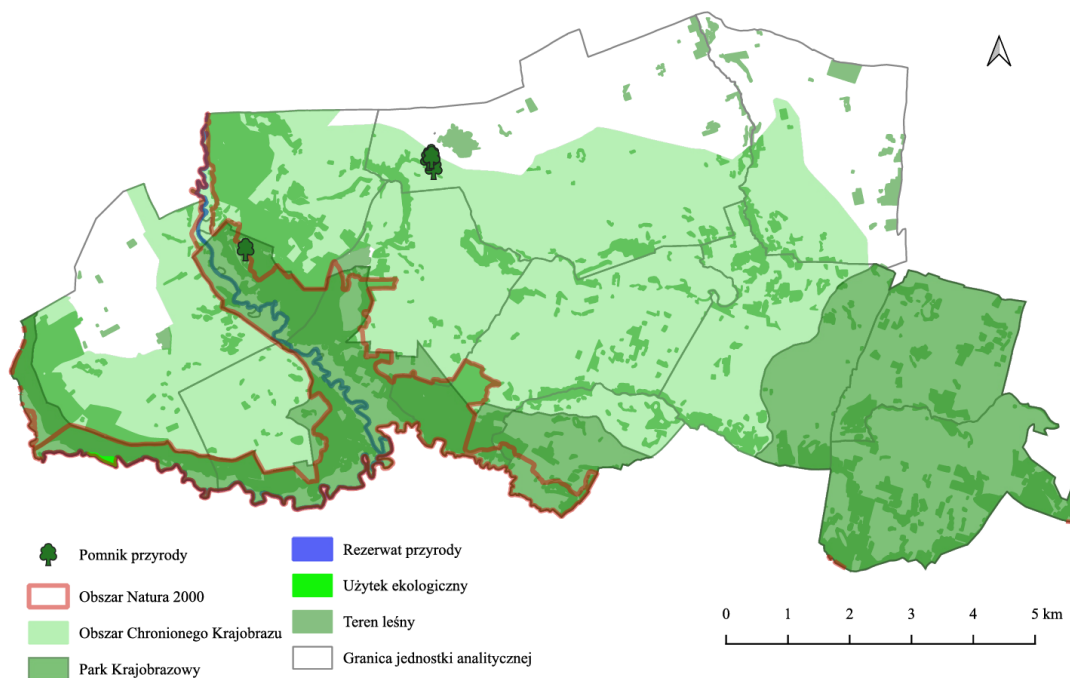 Pomnik przyrody
Obszar Natura 2000
Obszar Chronionego Krajobrazu
Park Krajobrazowy
Rezerwat przyrody
Użytek ekologiczny
Teren leśny
Granica jednostki analitycznej
0 1 2 3 4 5 km